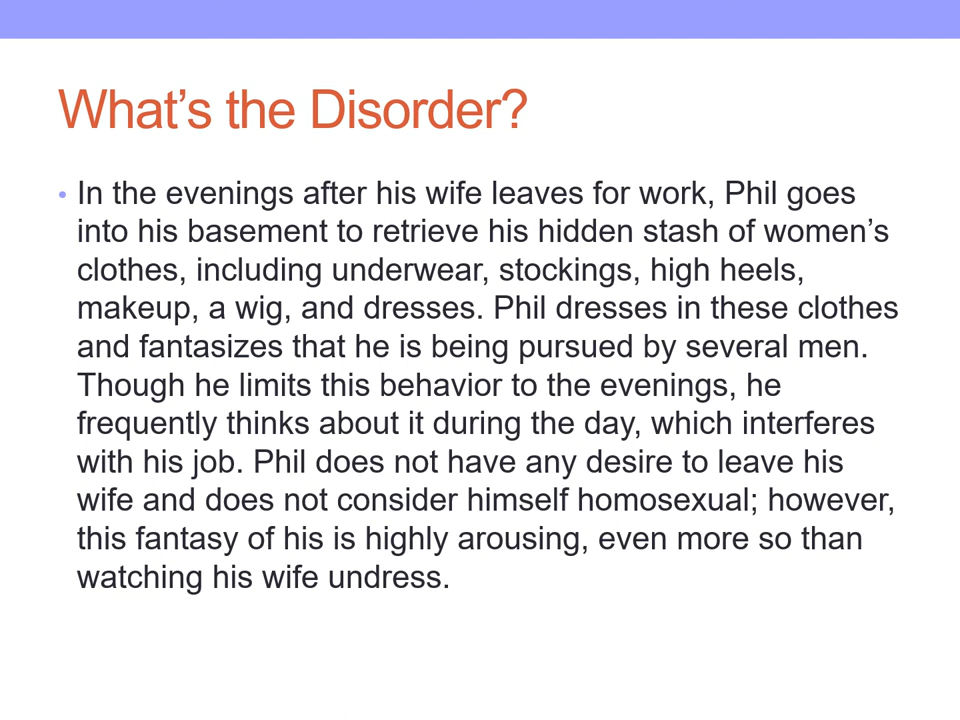 What’s the Disorder?
• In the evenings after his wife leaves for work, Phil goes
into his basement to retrieve his hidden stash of women’s
clothes, including underwear, stockings, high heels,
makeup, a wig, and dresses. Phil dresses in these clothes
and fantasizes that he is being pursued by several men.
Though he limits this behavior to the evenings, he
frequently thinks about it during the day, which interferes
with his job. Phil does not have any desire to leave his
wife and does not consider himself homosexual; however,
this fantasy of his is highly arousing, even more so than
watching his wife undress.